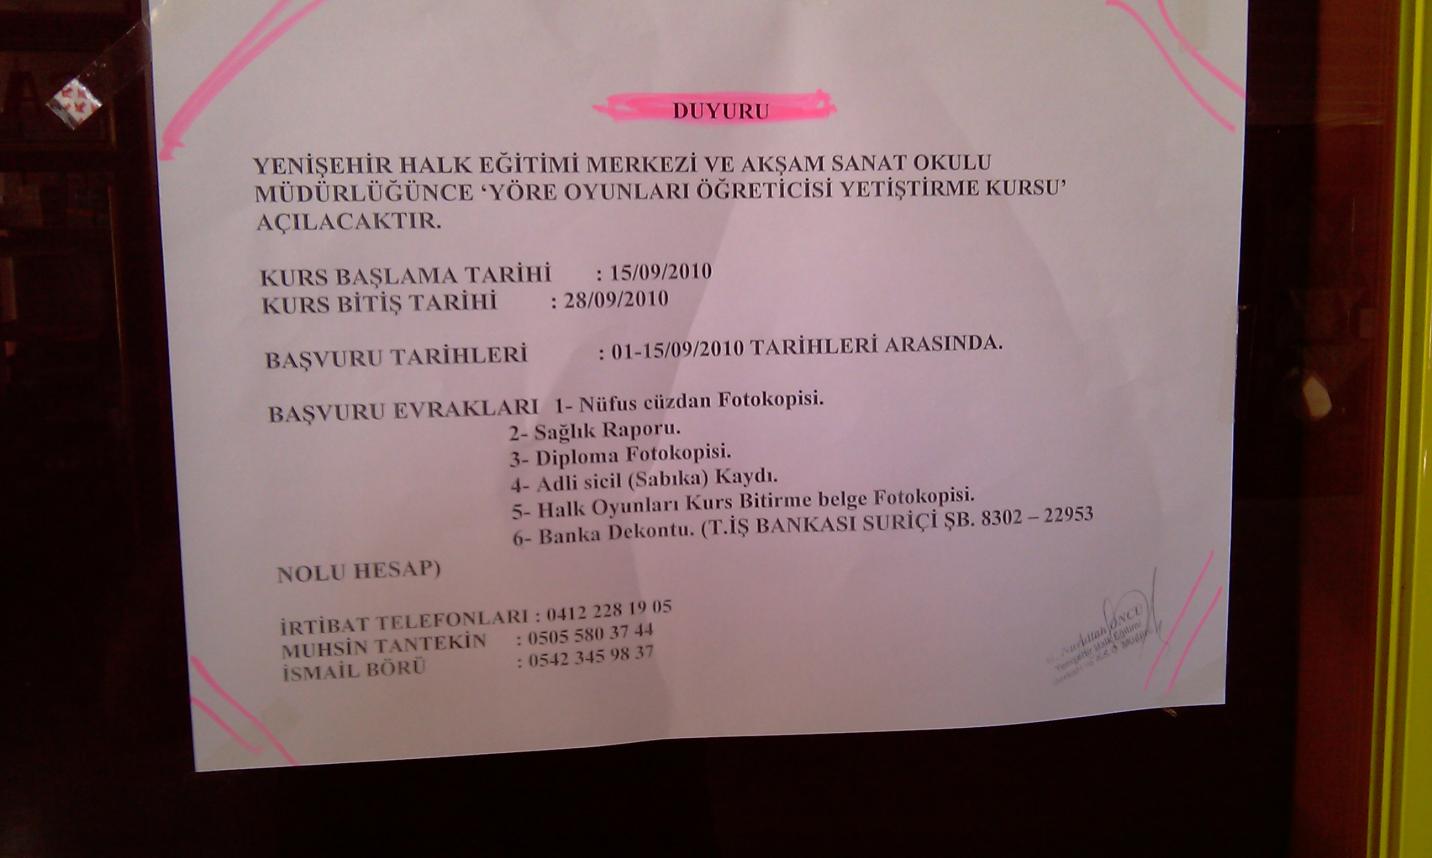 DUYURU
YENİŞEHİR HALK EĞİTİMİ MERKEZİ VE AKŞAM SANAT OKULU
MÜDÜRLÜĞÜNCE ‘YÖRE OYUNLARI ÖĞRETİCİSİ YETİŞTİRME KURSU’
AÇILACAKTIR.
KURS BAŞLAMA TARİHİ : 15/09/2010
KURS BİTİŞ TARİHİ : 28/09/2010
BAŞVURU TARİHLERİ : 01-15/09/2010 TARİHLERİ ARASINDA.
BAŞVURU EVRAKLARI 1- Nüfus cüzdan Fotokopisi.
2- Sağlık Raporu.
3- Diploma Fotokopisi.
4- Adli sicil (Sabıka) Kaydı.
5- Halk Oyunları Kurs Bitirme belge Fotokopisi.
6- Banka Dekontu. (T.İŞ BANKASI SURİÇİ ŞB. 8302 – 22953
NOLU HESAP)
İRTİBAT TELEFONLARI : 0412 228 19 05
MUHSİN TANTEKİN : 0505 580 37 44
İSMAİL BÖRÜ : 0542 345 98 37
Nurullah ÖNCÜ
Yenişehir Halk Eğitimi